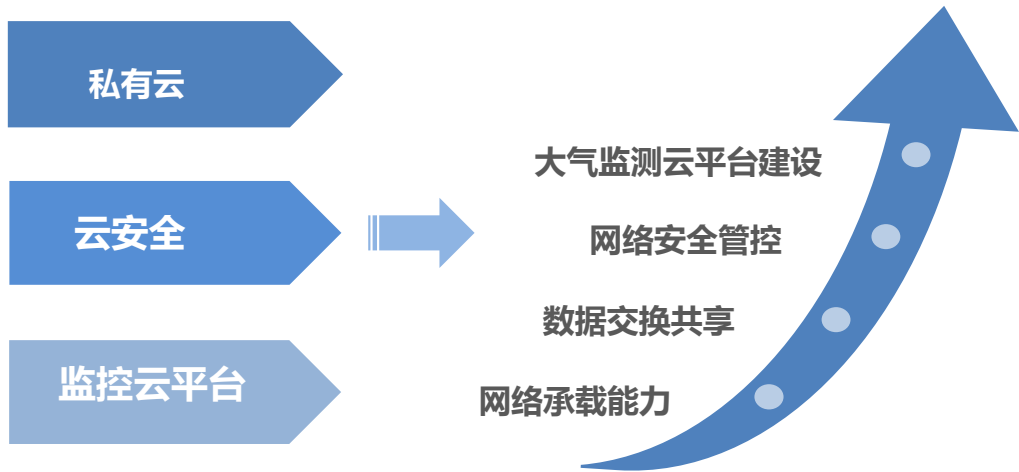 私有云
云安全
监控云平台
大气监测云平台建设
网络安全管控
数据交换共享
网络承载能力